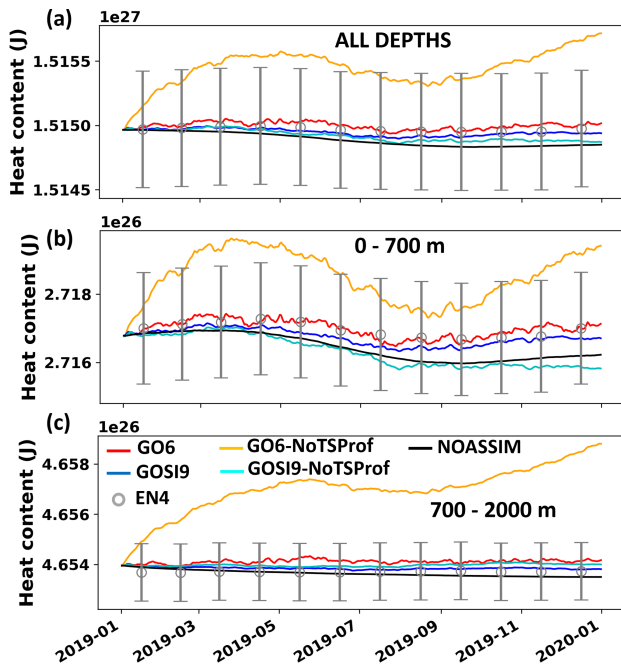 1e27
(a)
ALL DEPTHS
Heat content (J)
1.5155
1.5150
1.5145
1e26
(b)
0 - 700 m
Heat content (J)
2.718
2.716
1e26
(c)
GO6
GO6-NoTSProf
NOASSIM
GOSI9
GOSI9-NoTSProf
EN4
700 - 2000 m
Heat content (J)
4.658
4.656
4.654
2019-01
2019-03
2019-05
2019-07
2019-09
2019-11
2020-01